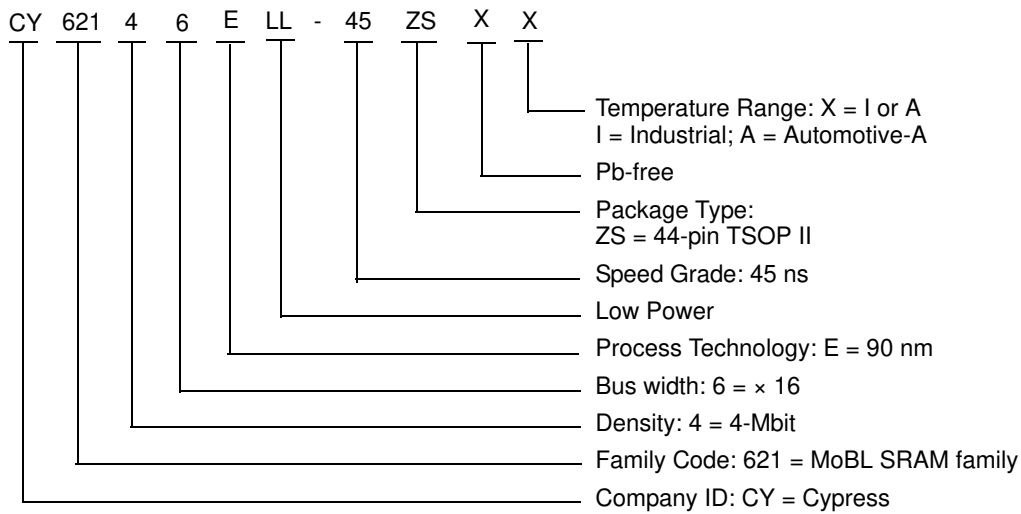 CY 621 4 6 E LL - 45 ZS X X
Temperature Range: X = I or A
I = Industrial; A = Automotive-A
Pb-free
Package Type:
ZS = 44-pin TSOP II
Speed Grade: 45 ns
Low Power
Process Technology: E = 90 nm
Bus width: 6 = × 16
Density: 4 = 4-Mbit
Family Code: 621 = MoBL SRAM family
Company ID: CY = Cypress